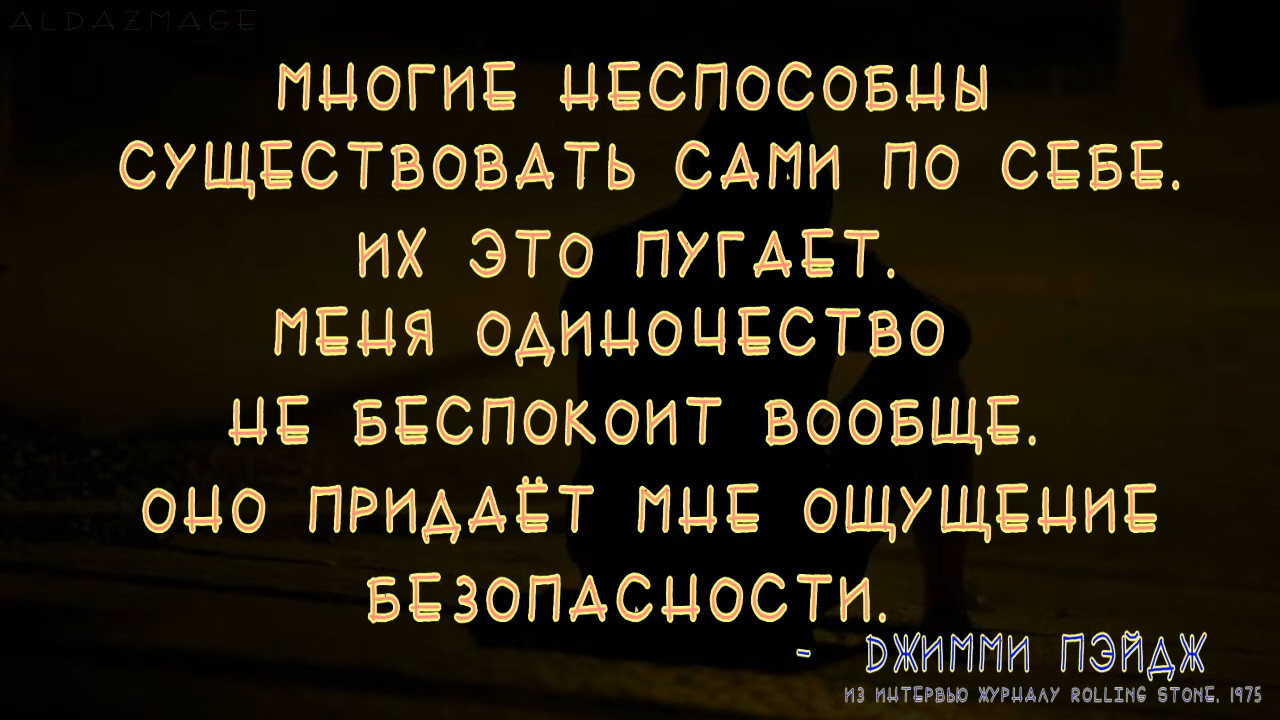 ALDAZMAGE
МНОГИЕ НЕСПОСОБНЫ
СУЩЕСТВОВАТЬ САМИ ПО СЕБЕ.
ИХ ЭТО ПУГАЕТ.
МЕНЯ ОДИНОЧЕСТВО
НЕ БЕСПОКОИТ ВООБЩЕ.
ОНО ПРИДАЁТ МНЕ ОЩУЩЕНИЕ
БЕЗОПАСНОСТИ.
- ДЖИММИ ПЭЙДЖ
ИЗ ИНТЕРВЬЮ ЖУРНАЛУ ROLLING STONE, 1975